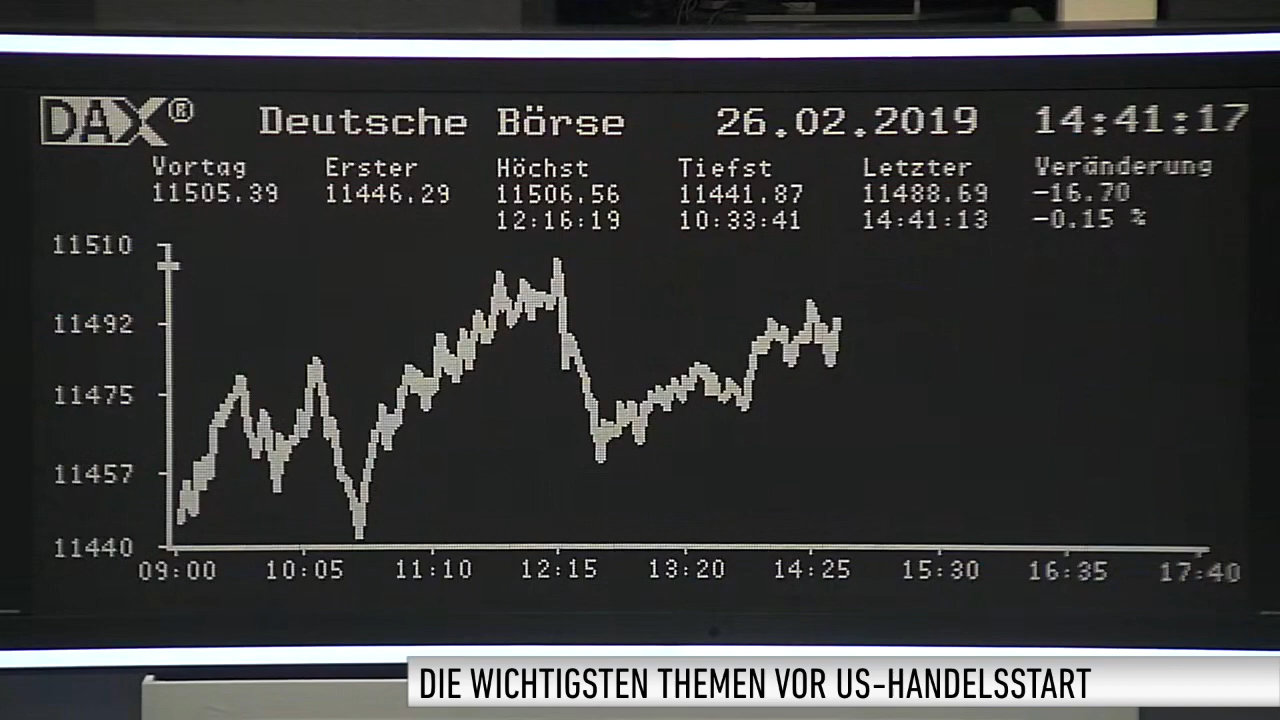 DAX® Deutsche Börse 26.02.2019 14:41:17
Vortag Erster Höchst Tiefst Letzter Veränderung
11505.39 11446.29 11506.56 11441.87 11488.69 -16.70
12:16:19 10:33:41 14:41:13 -0.15 %
11510
11492
11475
11457
11440
09:00 10:05 11:10 12:15 13:20 14:25 15:30 16:35 17:40
DIE WICHTIGSTEN THEMEN VOR US-HANDELSSTART